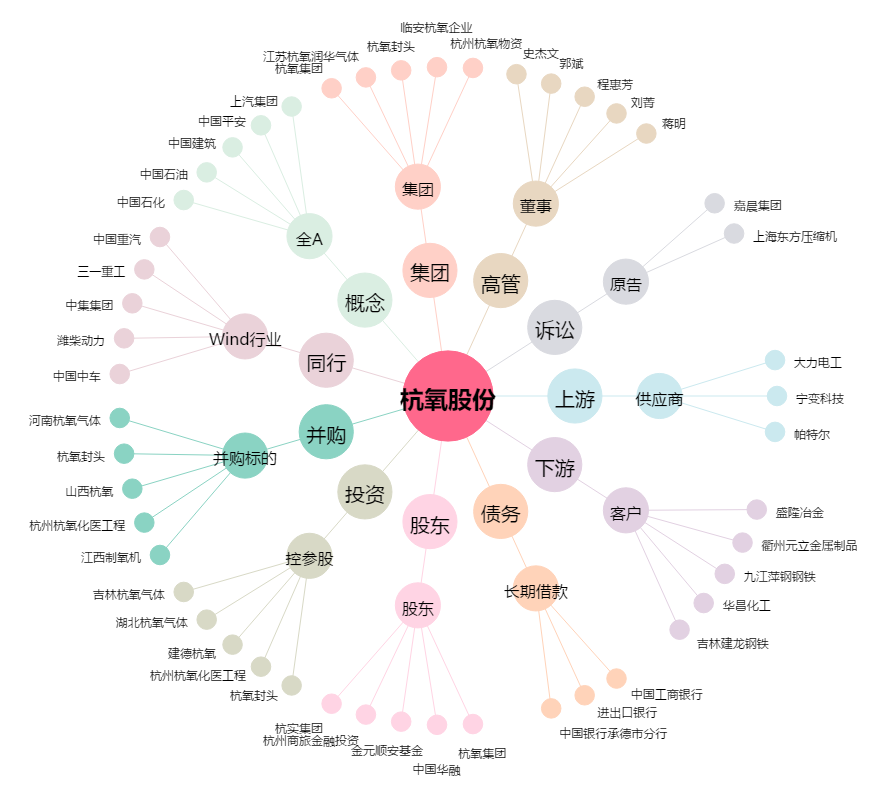 临安杭氧企业
杭氧封头
杭州杭氧物资
江苏杭氧润华气体
杭氧集团
史杰文
郭斌
程惠芳
刘菁
蒋明
上汽集团
中国平安
中国建筑
中国石油
中国石化
集团
董事
全A
嘉晨集团
上海东方压缩机
中国重汽
三一重工
中集集团
潍柴动力
中国中车
集团
高管
概念
诉讼
原告
Wind行业
同行
杭氧股份
上游
供应商
大力电工
宁变科技
帕特尔
河南杭氧气体
杭氧封头
山西杭氧
杭州杭氧化医工程
江西制氧机
并购
并购标的
投资
股东
债务
下游
客户
盛隆冶金
衢州元立金属制品
九江萍钢钢铁
华昌化工
吉林建龙钢铁
控参股
股东
长期借款
吉林杭氧气体
湖北杭氧气体
建德杭氧
杭州杭氧化医工程
杭氧封头
杭实集团
杭州商旅金融投资
金元顺安基金
中国华融
杭氧集团
中国工商银行
进出口银行
中国银行承德市分行